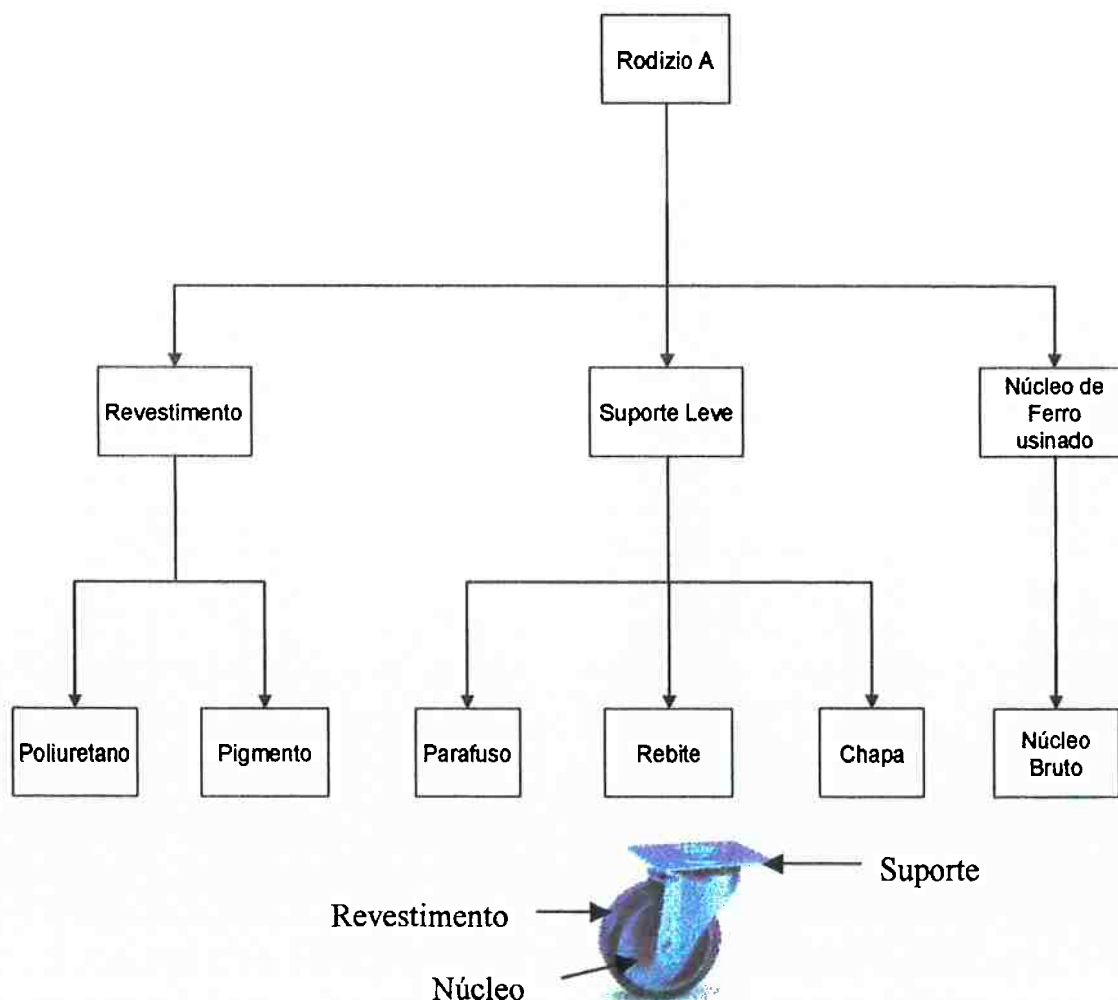 Rodizio A
Revestimento
Suporte Leve
Núcleo de
Ferro
usinado
Poliuretano
Pigmento
Parafuso
Rebite
Chapa
Núcleo
Bruto
Suporte
Revestimento
Núcleo